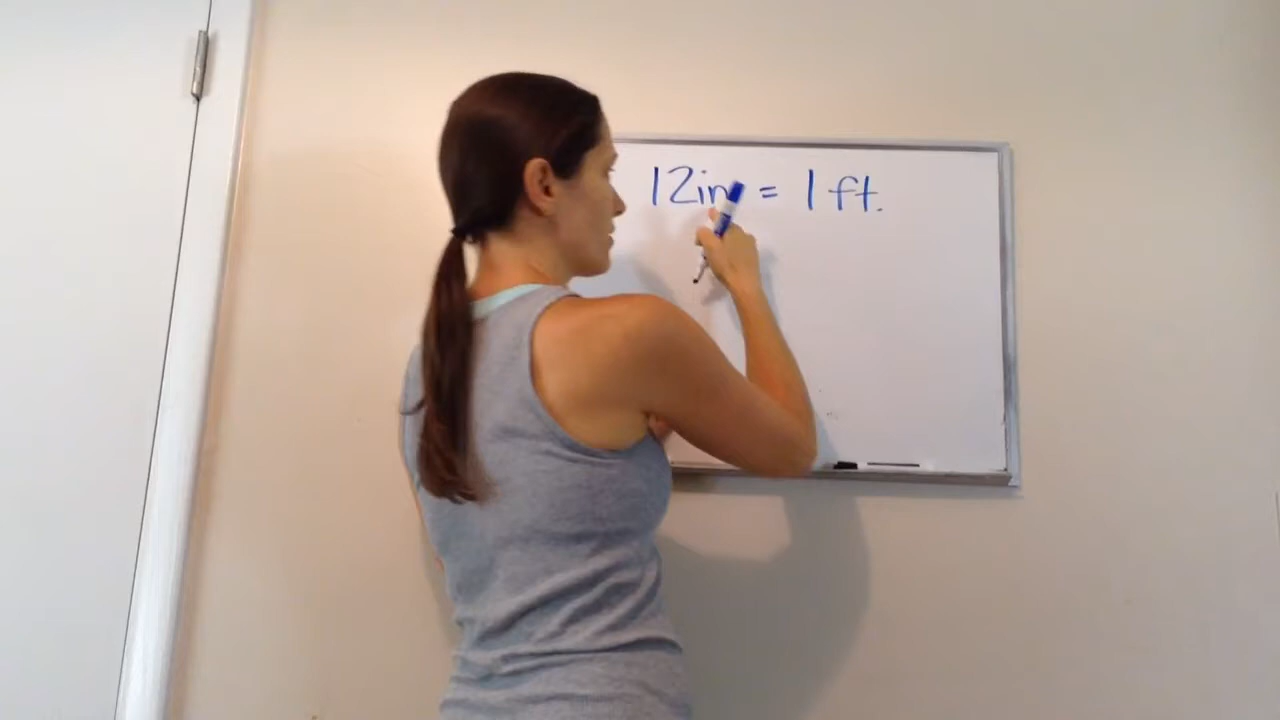 12in = 1 ft.